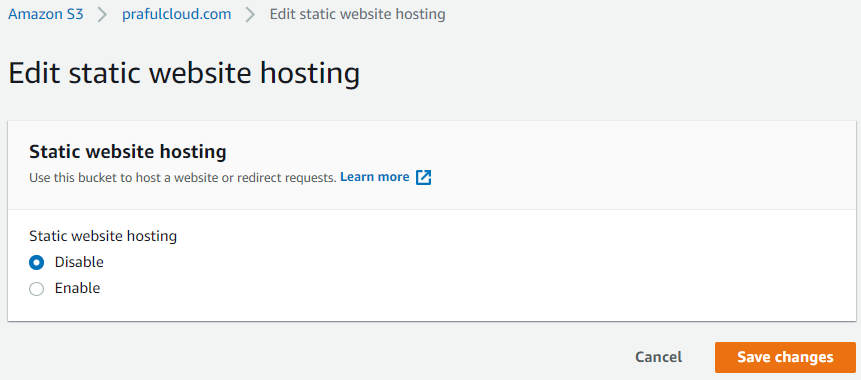 Amazon S3 > prafulcloud.com > Edit static website hosting
Edit static website hosting
Static website hosting
Use this bucket to host a website or redirect requests. Learn more
Static website hosting
Disable
Enable
Cancel Save changes